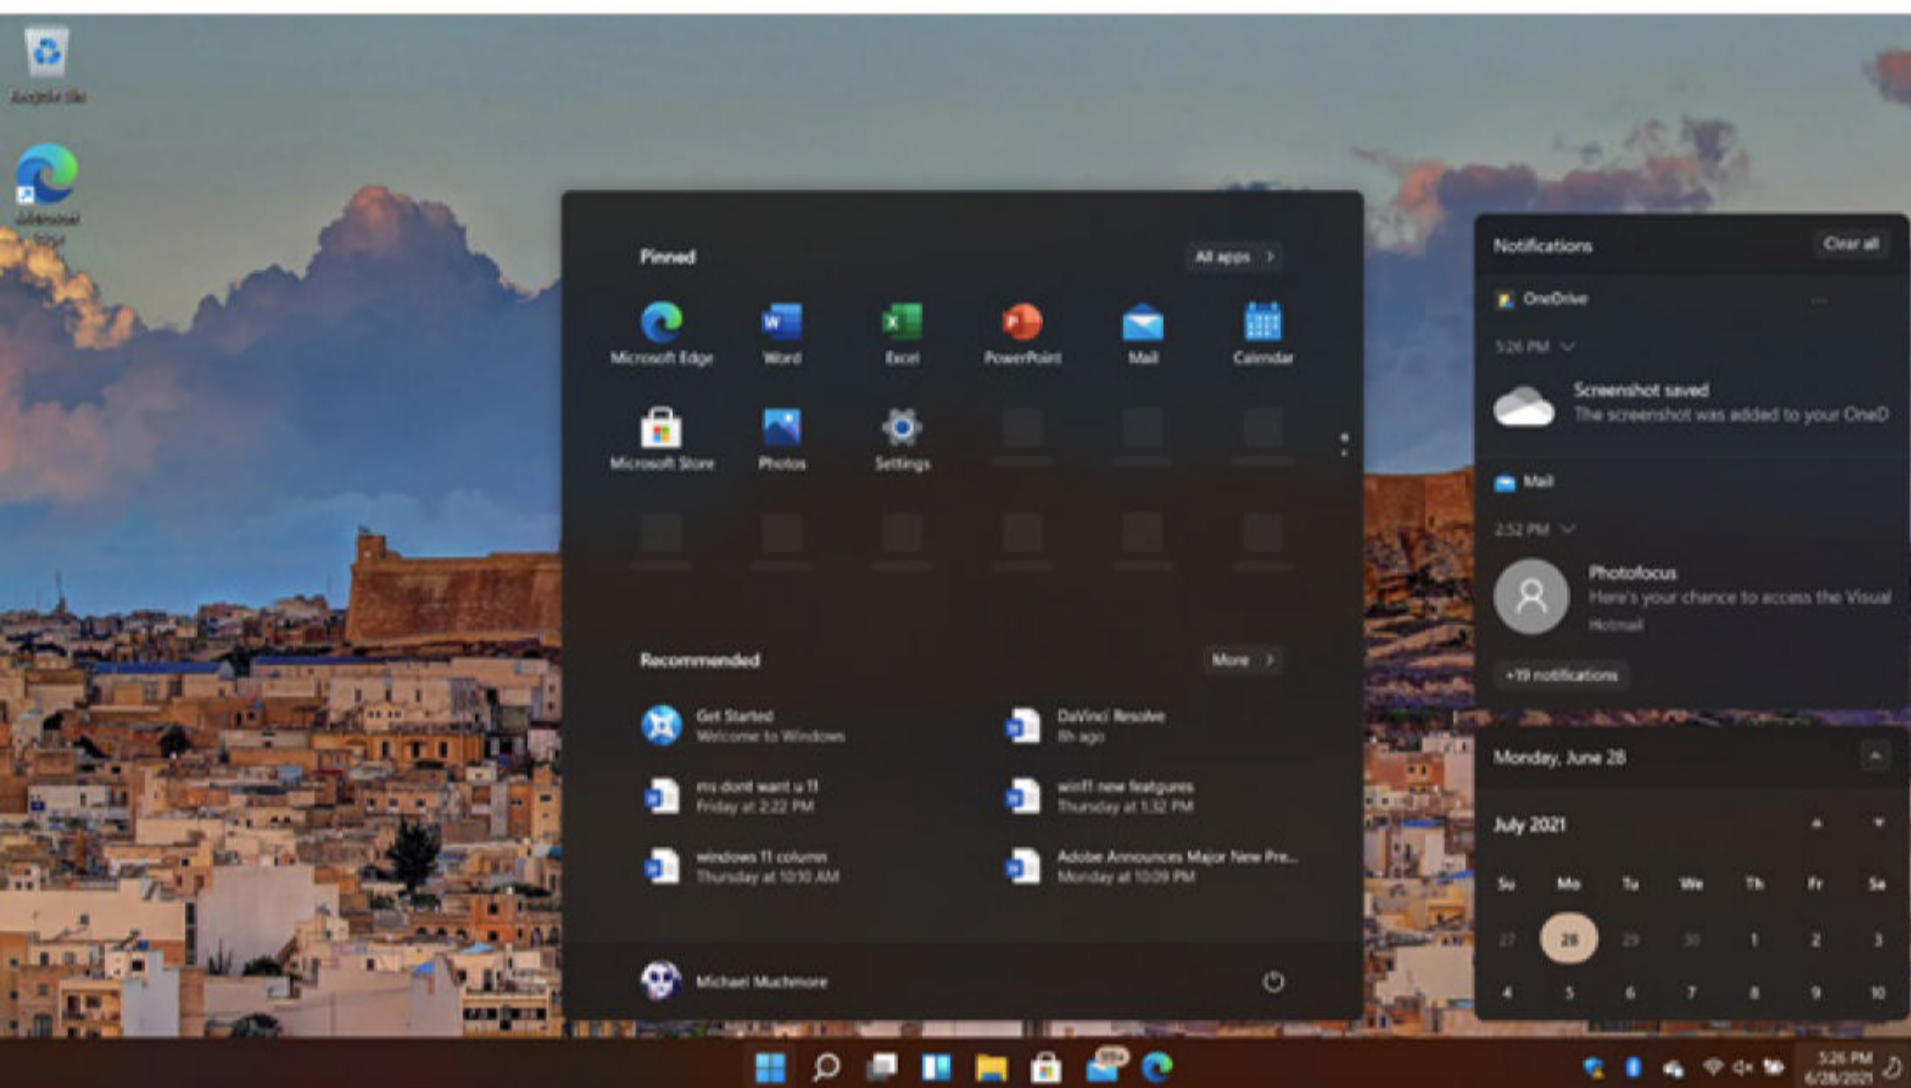 Recycle Bin
Microsoft
Edge
Pinned
All apps
Microsoft Edge
Word
Excel
PowerPoint
Mail
Calendar
Microsoft Store
Photos
Settings
Recommended
More
Get Started
Welcome to Windows
DaVinci Resolve
8h ago
ms dont want u 11
Friday at 2:22 PM
win11 new featgures
Thursday at 1:32 PM
windows 11 column
Thursday at 10:10 AM
Adobe Announces Major New Pre...
Monday at 10:09 PM
Michael Muchmore
Notifications
Clear all
OneDrive
5:26 PM
Screenshot saved
The screenshot was added to your OneD
Mail
2:52 PM
Photofocus
Here's your chance to access the Visual
Hotmail
+19 notifications
Monday, June 28
July 2021
Su Mo Tu We Th Fr Sa
27 28 29 30 1 2 3
4 5 6 7 8 9 10
99+
5:26 PM
6/28/2021